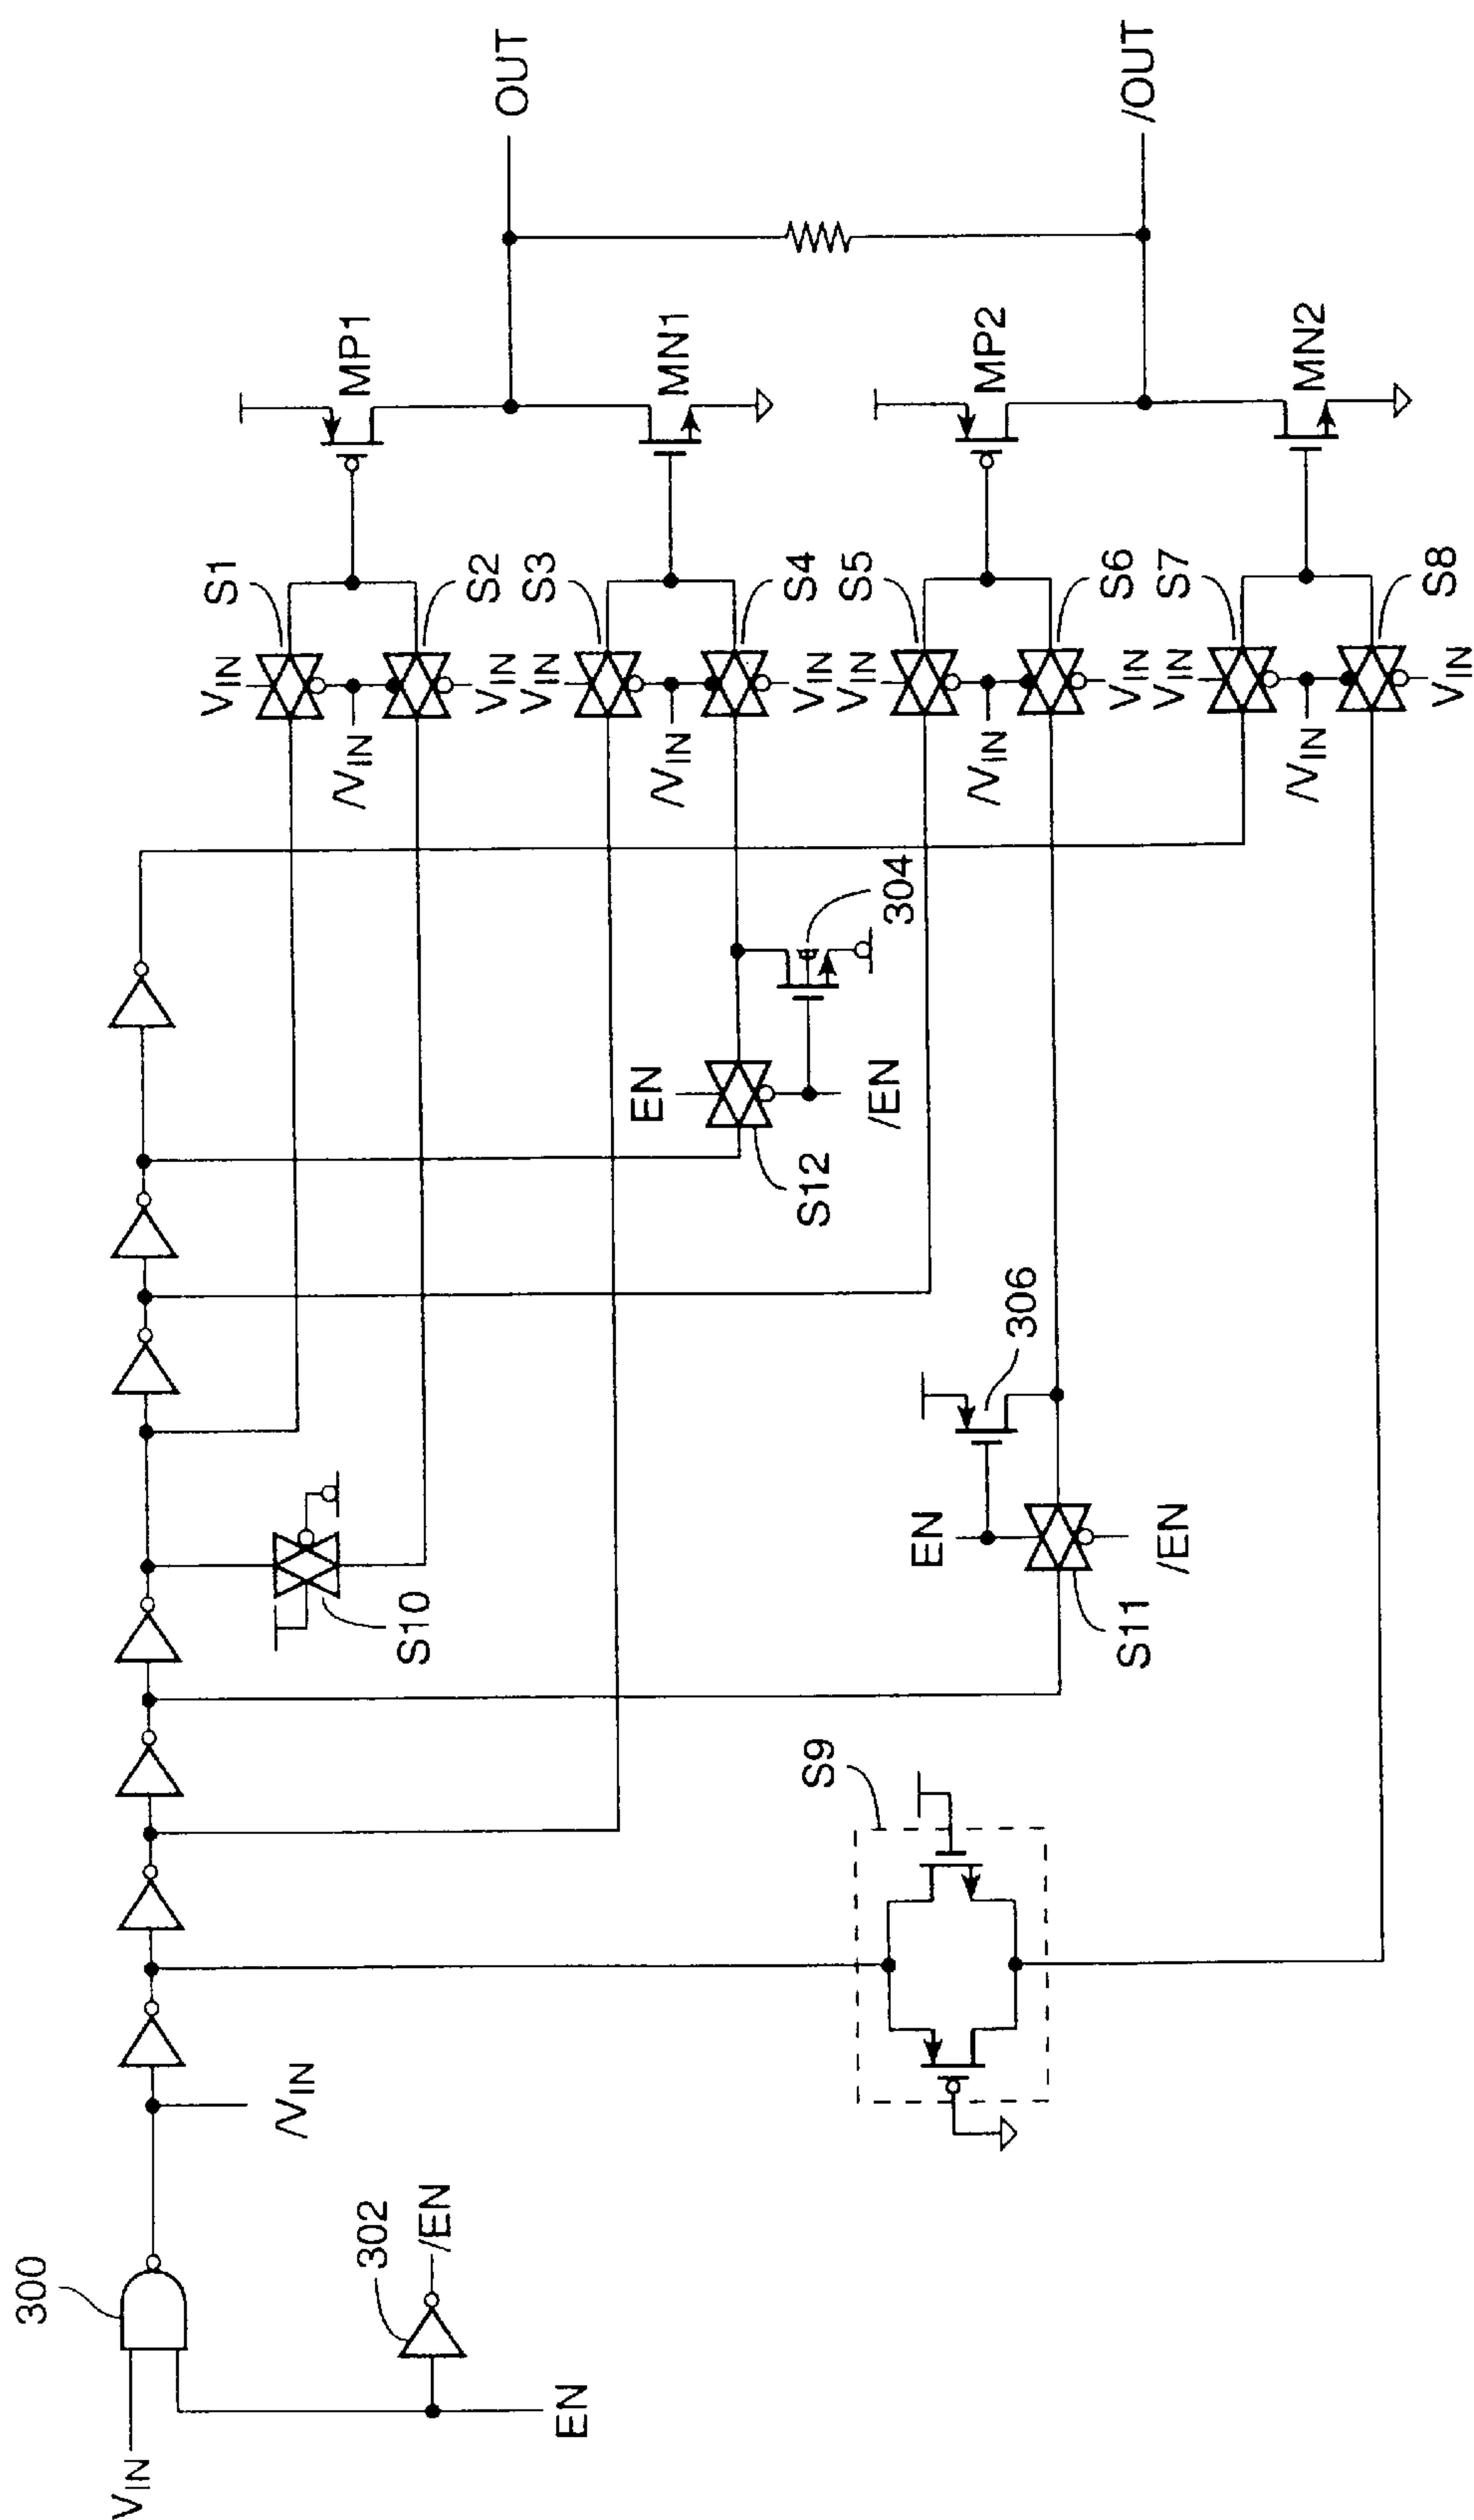 300
VIN
VIN S1
/VIN
/VIN MP1
302
S10
/EN
VIN S2
OUT
VIN S3
EN
EN
/VIN MN1
S9
S12
VIN S4
VIN S5
/EN 304
EN
/VIN MP2
306
VIN S6
S11
/OUT
VIN S7
/EN
/VIN MN2
VIN S8